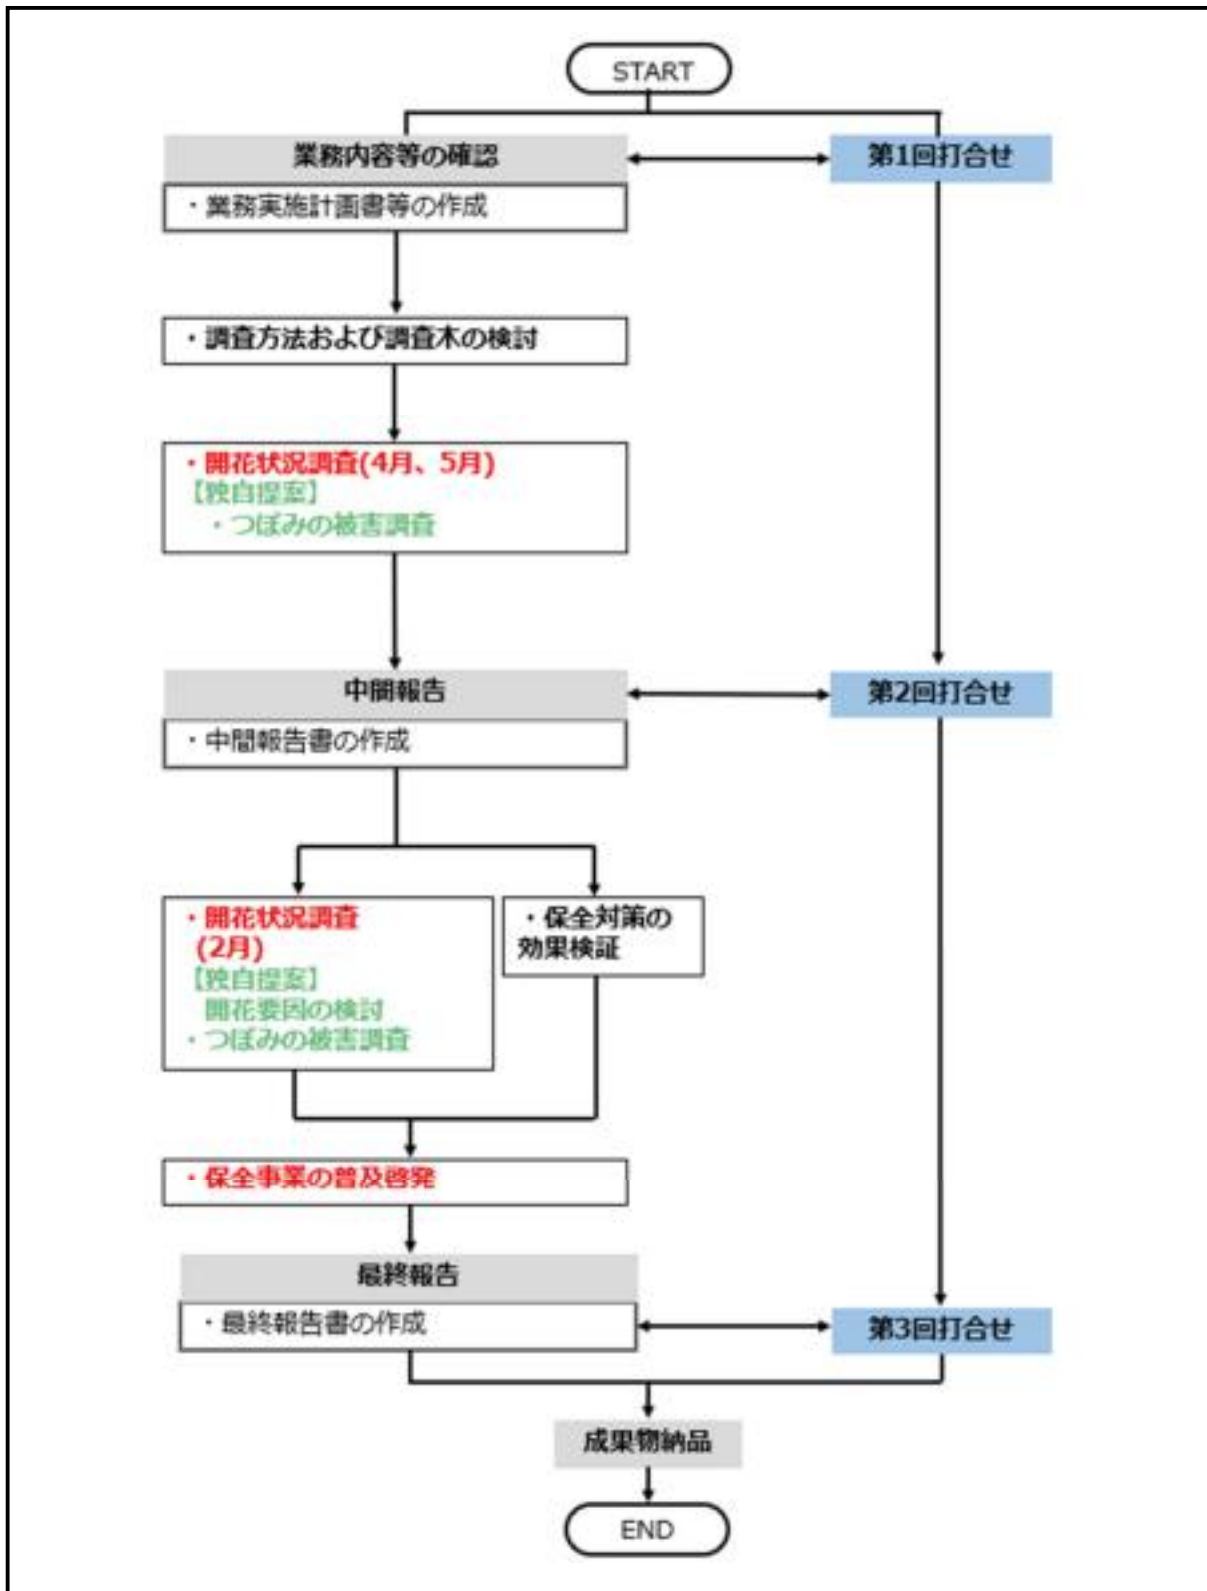 START
業務内容等の確認
第1回打合せ
・業務実施計画書等の作成
・調査方法および調査木の検討
・開花状況調査(4月、5月)
【独自提案】
・つぼみの被害調査
中間報告
第2回打合せ
・中間報告書の作成
・開花状況調査
(2月)
【独自提案】
開花要因の検討
・つぼみの被害調査
・保全対策の
効果検証
・保全事業の普及啓発
最終報告
・最終報告書の作成
第3回打合せ
成果物納品
END